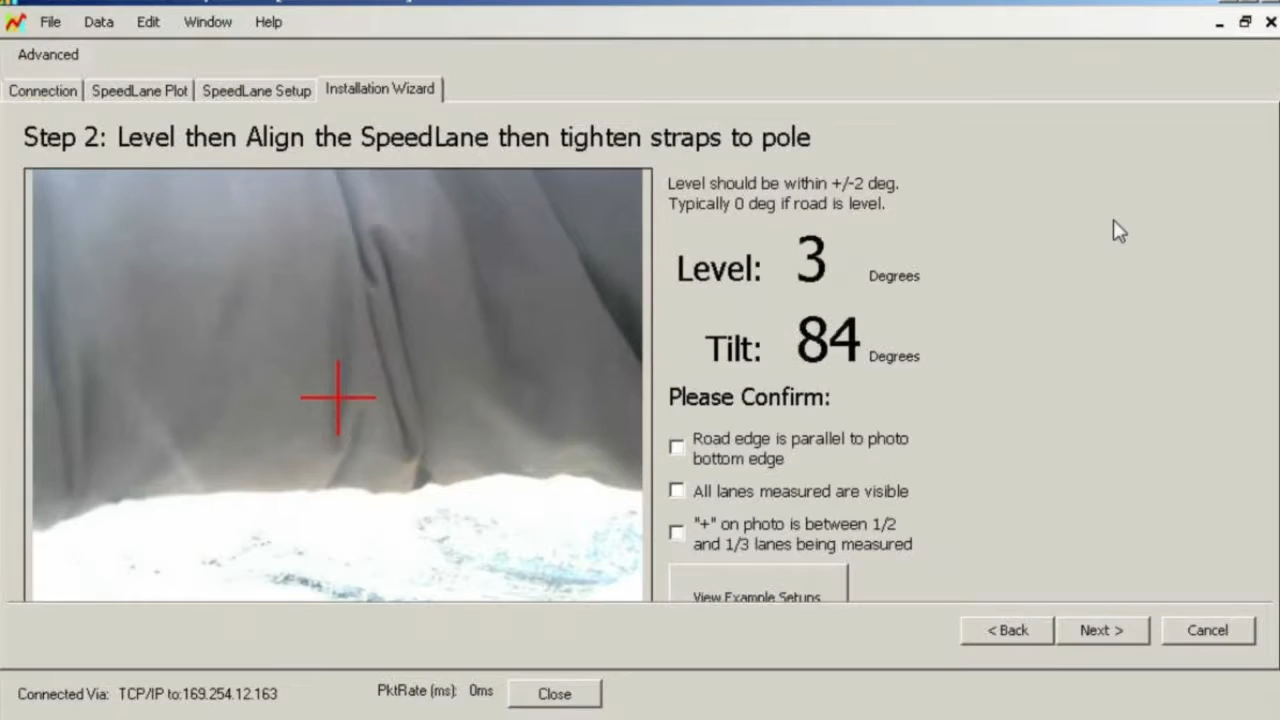 File Data Edit Window Help
Advanced
Connection SpeedLane Plot SpeedLane Setup Installation Wizard
Step 2: Level then Align the SpeedLane then tighten straps to pole
Level should be within +/-2 deg.
Typically 0 deg if road is level.
Level: 3 Degrees
Tilt: 84 Degrees
Please Confirm:
Road edge is parallel to photo
bottom edge
All lanes measured are visible
"+" on photo is between 1/2
and 1/3 lanes being measured
View Example Setups
< Back Next > Cancel
Connected Via: TCP/IP to:169.254.12.163 PktRate (ms): 0ms Close